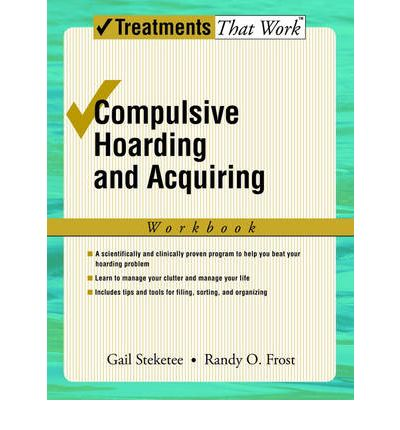 ✓Treatments That Work™
Compulsive
Hoarding
and Acquiring
Workbook
■ A scientifically and clinically proven program to help you beat your
hoarding problem
■ Learn to manage your clutter and manage your life
■ Includes tips and tools for filing, sorting, and organizing
Gail Steketee • Randy O. Frost